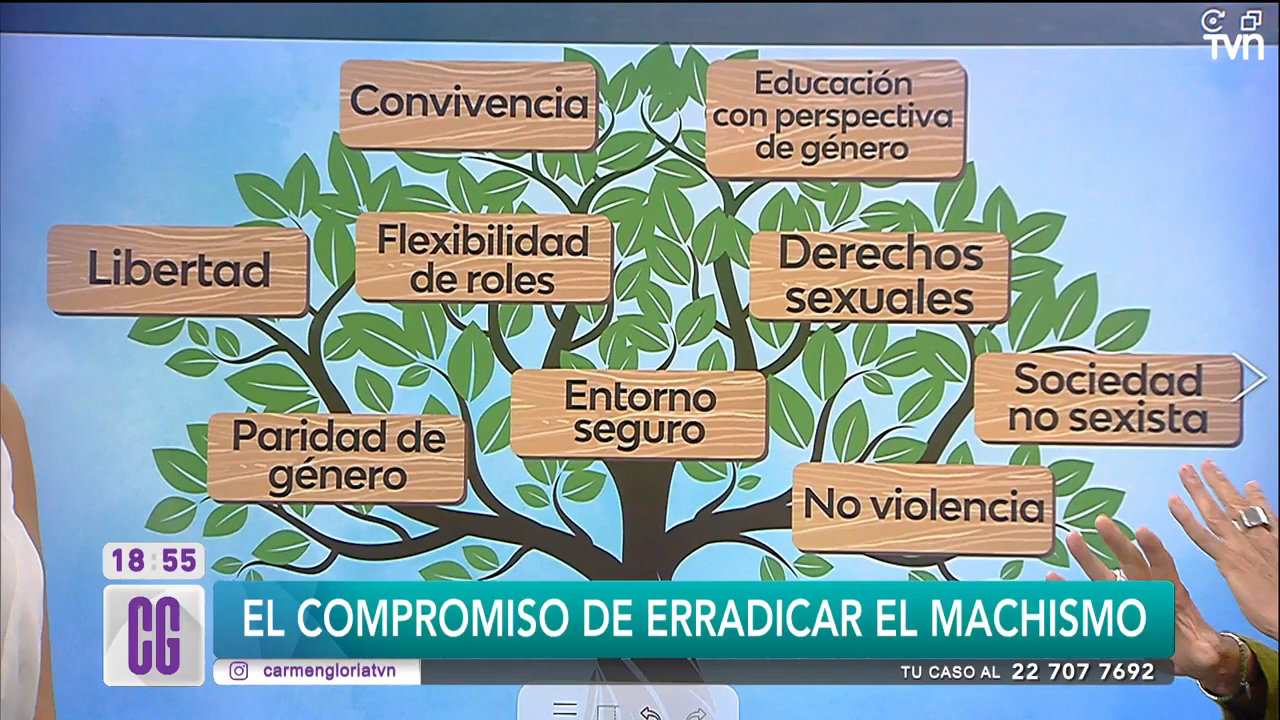 TVN
Convivencia
Educación
con perspectiva
de género
Libertad
Flexibilidad
de roles
Derechos
sexuales
Sociedad
no sexista
Entorno
seguro
Paridad de
género
No violencia
18:55
CG
EL COMPROMISO DE ERRADICAR EL MACHISMO
carmengloriatvn
TU CASO AL 22 707 7692